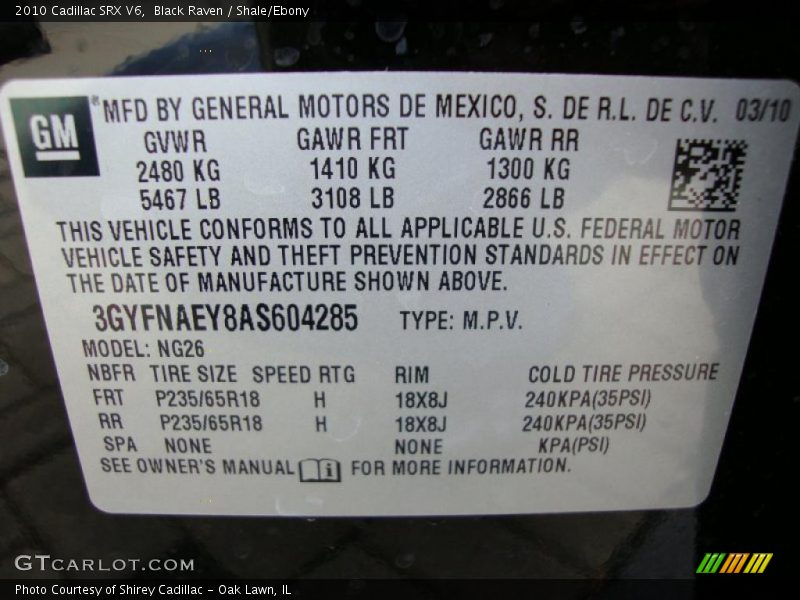 2010 Cadillac SRX V6, Black Raven / Shale/Ebony
GM
® MFD BY GENERAL MOTORS DE MEXICO, S. DE R.L. DE C.V. 03/10
GVWR GAWR FRT GAWR RR
2480 KG 1410 KG 1300 KG
5467 LB 3108 LB 2866 LB
THIS VEHICLE CONFORMS TO ALL APPLICABLE U.S. FEDERAL MOTOR
VEHICLE SAFETY AND THEFT PREVENTION STANDARDS IN EFFECT ON
THE DATE OF MANUFACTURE SHOWN ABOVE.
3GYFNAEY8AS604285 TYPE: M.P.V.
MODEL: NG26
NBFR TIRE SIZE SPEED RTG RIM COLD TIRE PRESSURE
FRT P235/65R18 H 18X8J 240KPA(35PSI)
RR P235/65R18 H 18X8J 240KPA(35PSI)
SPA NONE NONE KPA(PSI)
SEE OWNER'S MANUAL i FOR MORE INFORMATION.
GTCARLOT.COM
Photo Courtesy of Shirey Cadillac - Oak Lawn, IL